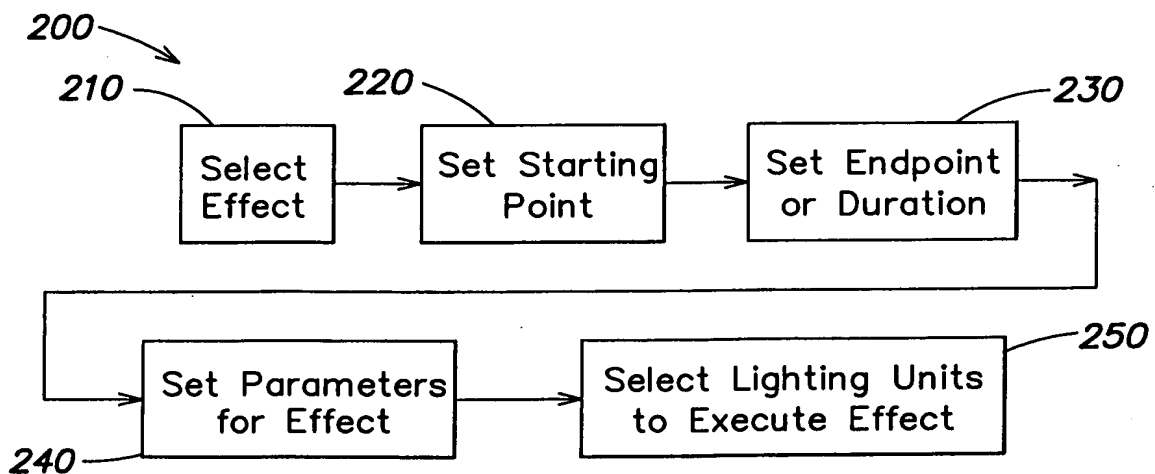 200
210
220
230
Select
Effect
Set Starting
Point
Set Endpoint
or Duration
250
Set Parameters
for Effect
Select Lighting Units
to Execute Effect
240